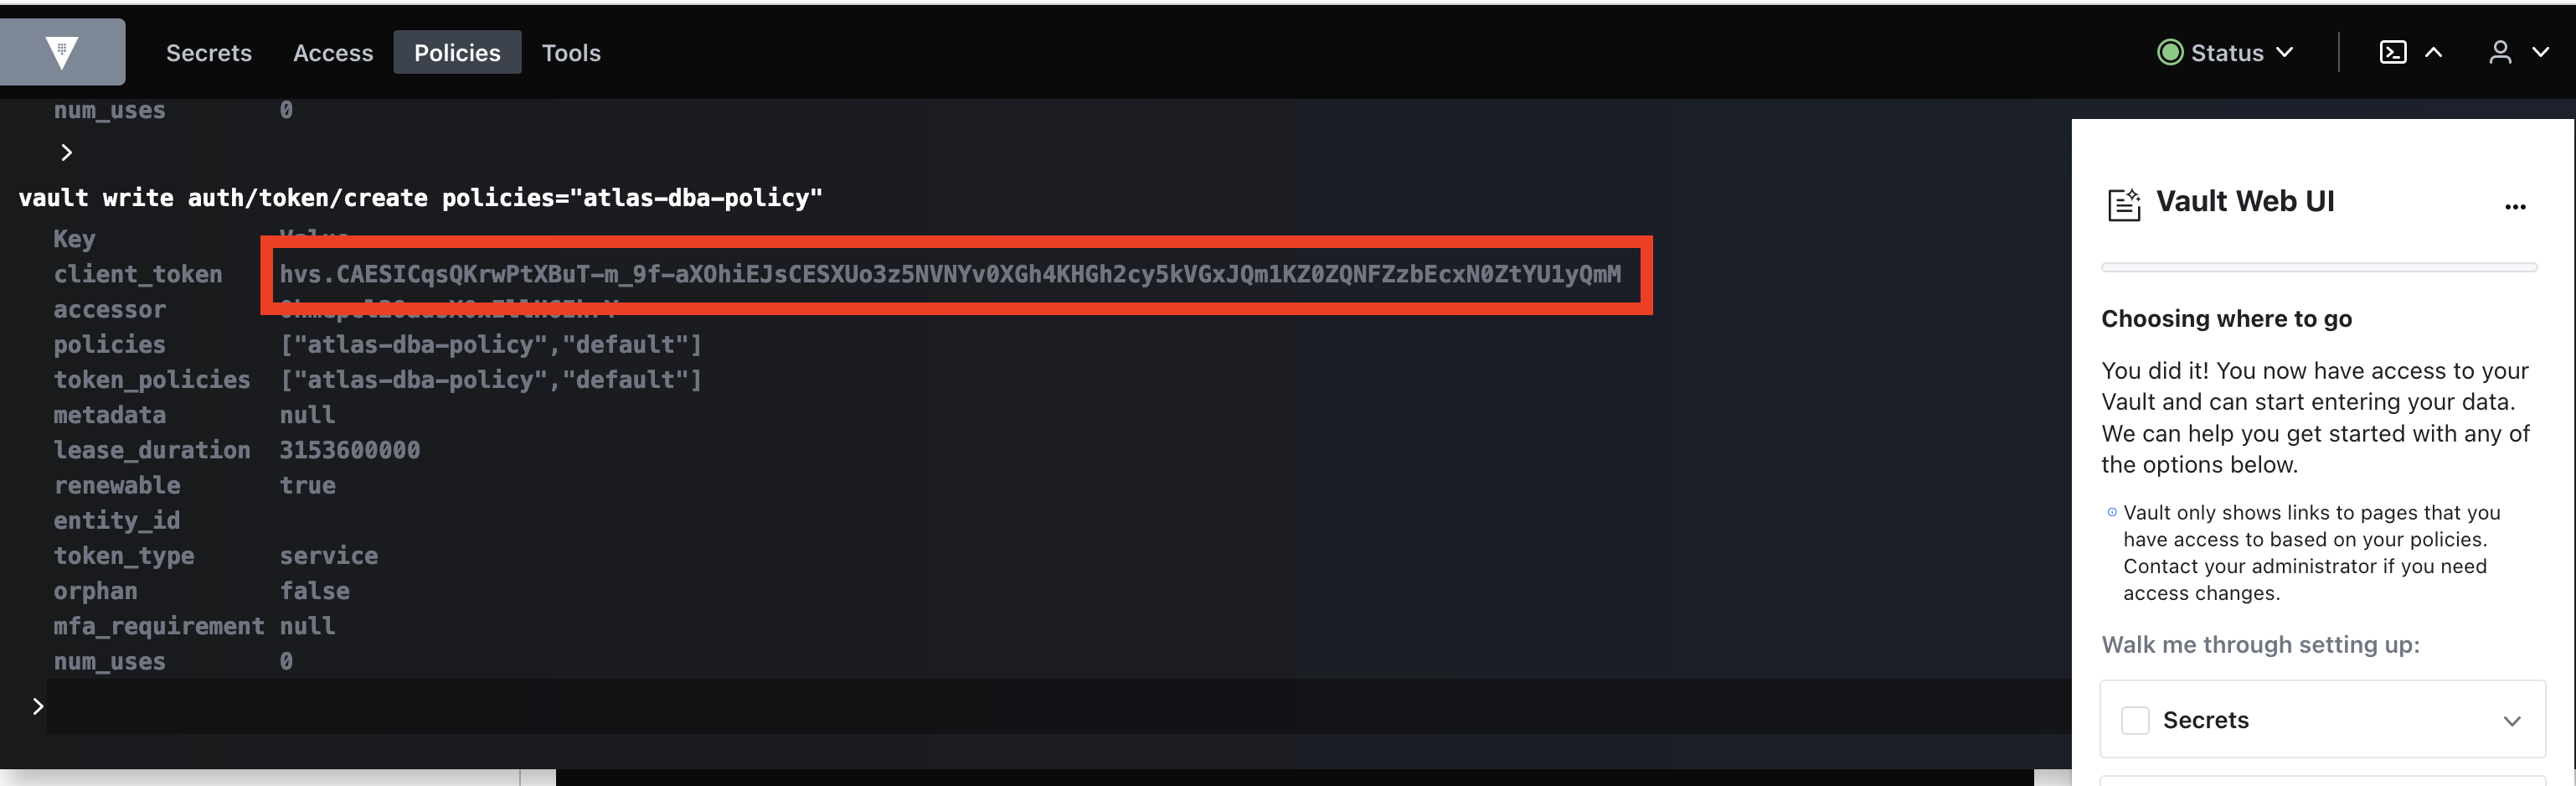 Secrets Access Policies Tools Status
num_uses 0
>
vault write auth/token/create policies="atlas-dba-policy"
Key Value
client_token hvs.CAESICqsQKrwPtXBuT-m_9f-aXOhiEJsCESXUo3z5NVNYv0XGh4KHGh2cy5kVGxJQm1KZ0ZQNFZzbEcxN0ZtYU1yQmM
accessor
policies ["atlas-dba-policy","default"]
token_policies ["atlas-dba-policy","default"]
metadata null
lease_duration 3153600000
renewable true
entity_id
token_type service
orphan false
mfa_requirement null
num_uses 0
>
Vault Web UI
Choosing where to go
You did it! You now have access to your
Vault and can start entering your data.
We can help you get started with any of
the options below.
Vault only shows links to pages that you
have access to based on your policies.
Contact your administrator if you need
access changes.
Walk me through setting up:
Secrets